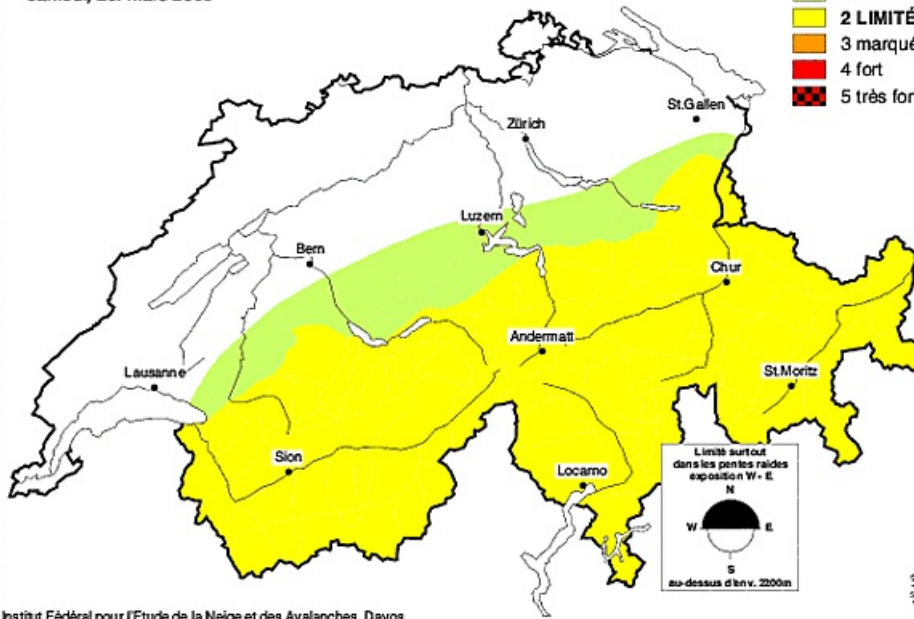 2 LIMITÉ
3 marqué
4 fort
5 très fort
St.Gallen
Zürich
Luzern
Bern
Chur
Andermatt
Lausanne
St.Moritz
Sion
Locarno
Limité surtout
dans les pentes raides
exposition W - E
N
W E
S
au-dessus d'env. 2200m
Institut Fédéral pour l'Etude de la Neige et des Avalanches, Davos